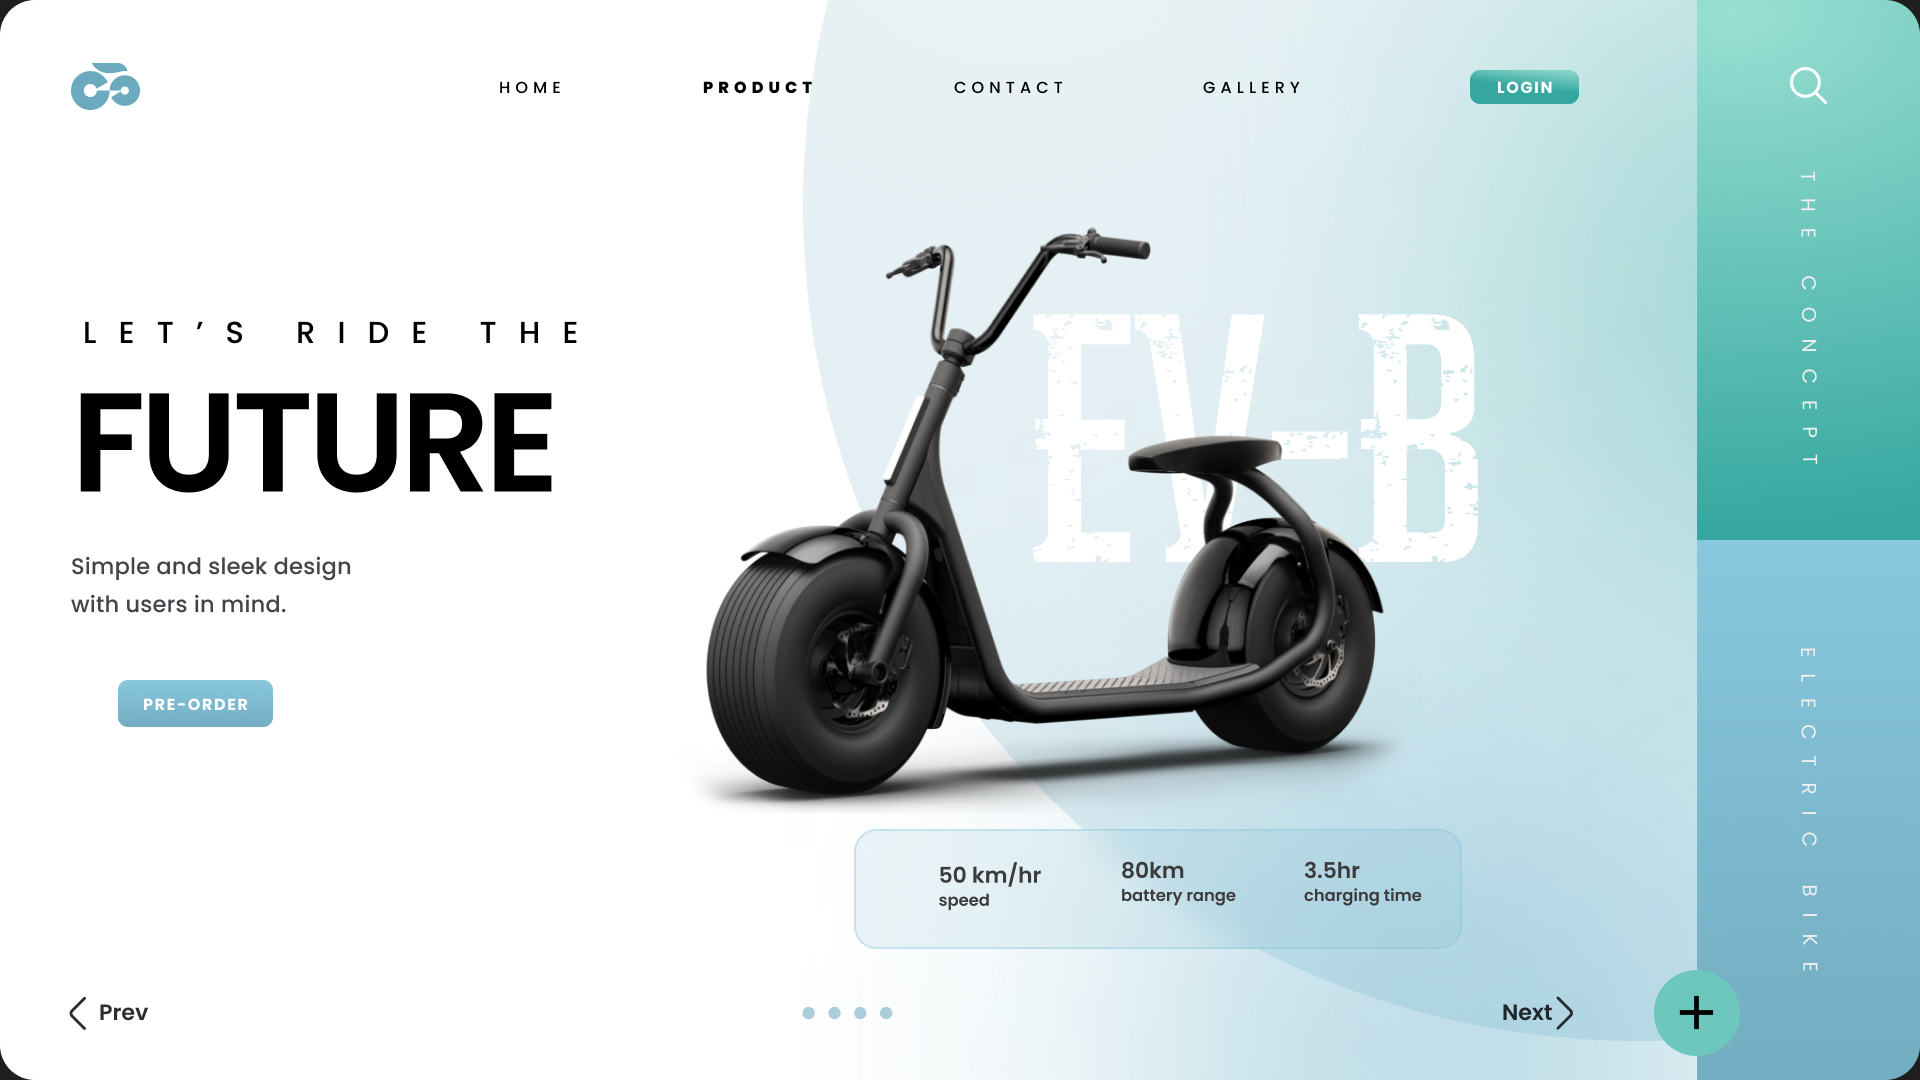 HOME
PRODUCT
CONTACT
GALLERY
LOGIN
LET’S RIDE THE
FUTURE
Simple and sleek design
with users in mind.
PRE-ORDER
EV-B
50 km/hr
speed
80km
battery range
3.5hr
charging time
Prev
Next
THE CONCEPT
ELECTRIC BIKE